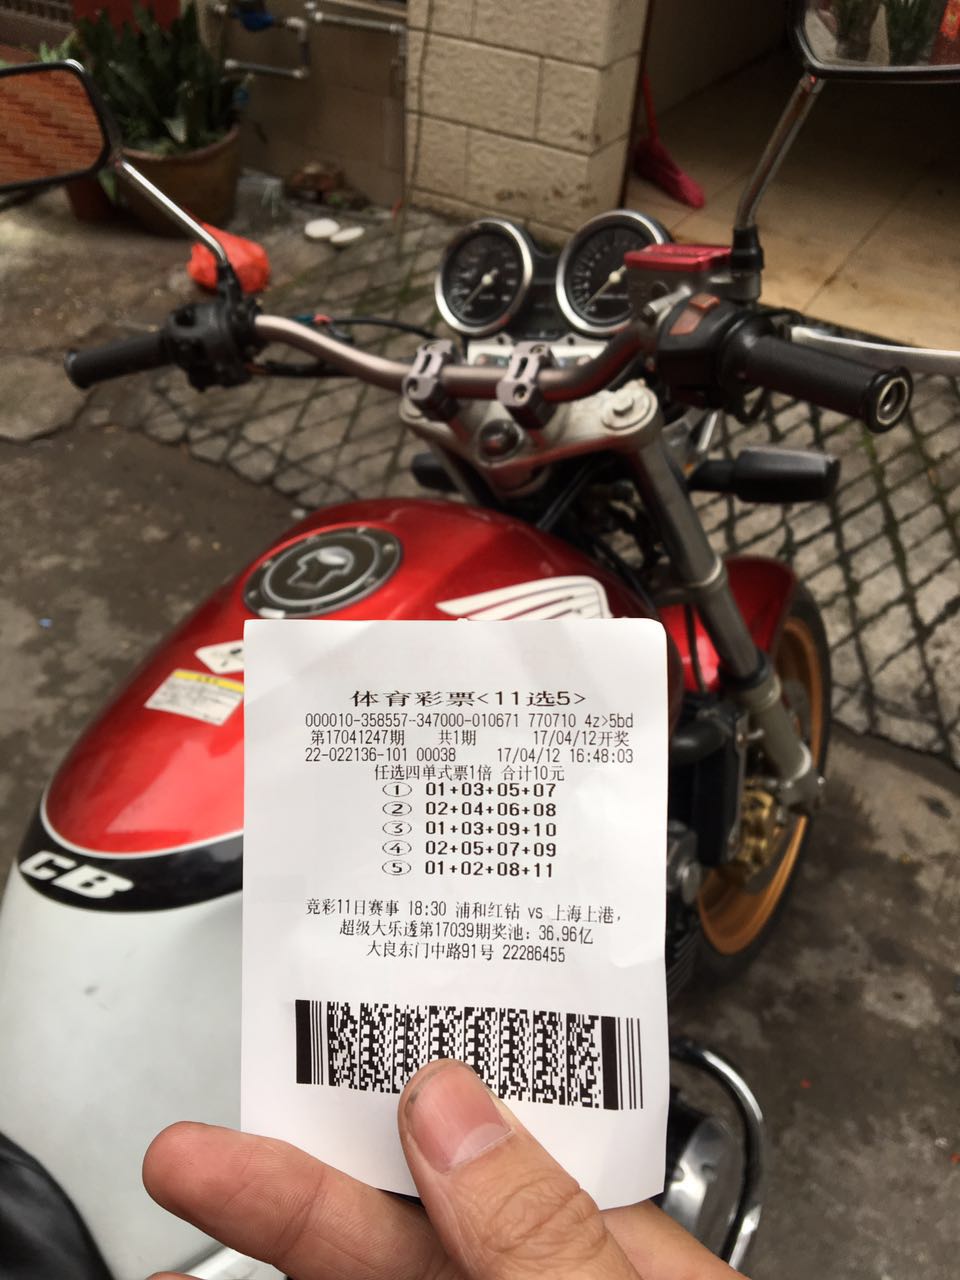 体育彩票<11选5>
000010-358557-347000-010671 770710 4z>5bd
第17041247期 共1期 17/04/12开奖
22-022136-101 00038 17/04/12 16:48:03
任选四单式票1倍 合计10元
① 01+03+05+07
② 02+04+06+08
③ 01+03+09+10
④ 02+05+07+09
⑤ 01+02+08+11
竞彩11日赛事 18:30 浦和红钻 vs 上海上港,
超级大乐透第17039期奖池: 36.96亿
大良东门中路91号 22286455
CB